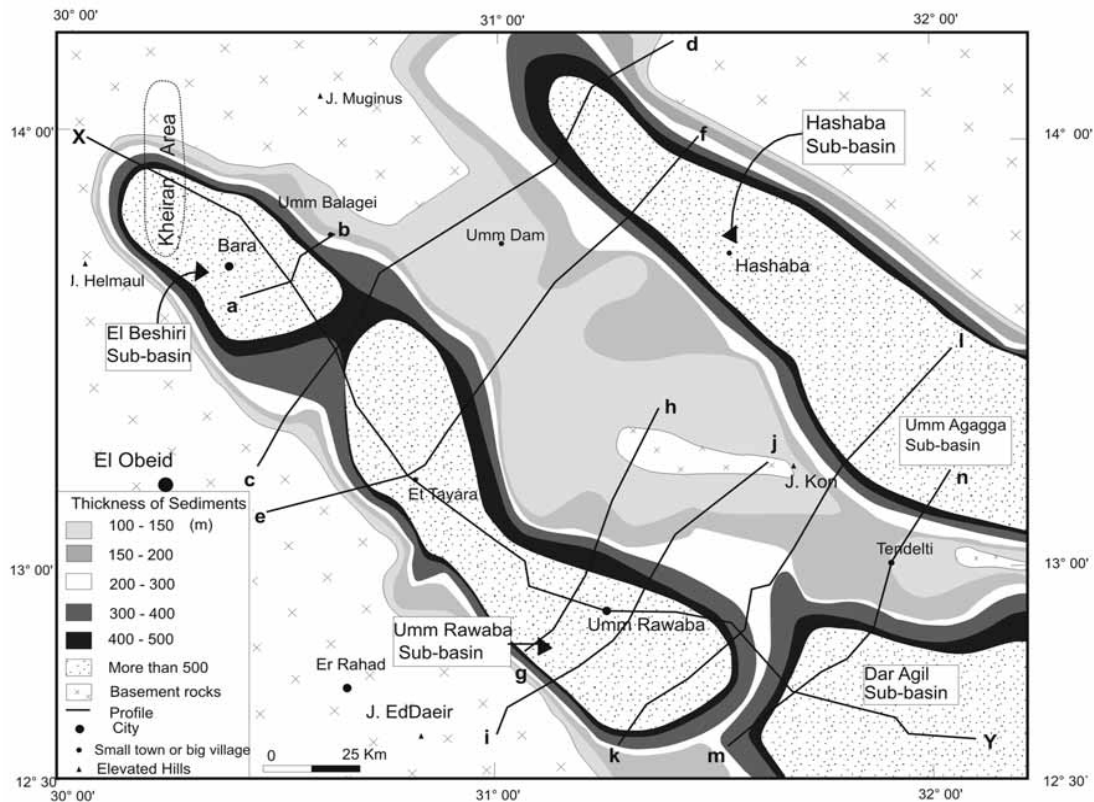 30° 00'
31° 00'
32° 00'
d
J. Muginus
14° 00'
14° 00'
X
Kheiran Area
f
Hashaba
Sub-basin
Umm Balagei
b
Umm Dam
Bara
Hashaba
J. Helmaul
a
El Beshiri
Sub-basin
l
h
Umm Agagga
Sub-basin
El Obeid
c
j
J. Kon
n
Et Tayara
e
Thickness of Sediments
100 - 150 (m)
150 - 200
200 - 300
300 - 400
400 - 500
More than 500
Basement rocks
Profile
City
Small town or big village
Elevated Hills
Tendelti
13° 00'
13° 00'
Umm Rawaba
Sub-basin
Umm Rawaba
Er Rahad
g
Dar Agil
Sub-basin
J. EdDaeir
i
k
m
Y
0 25 Km
12° 30'
12° 30'
30° 00'
31° 00'
32° 00'